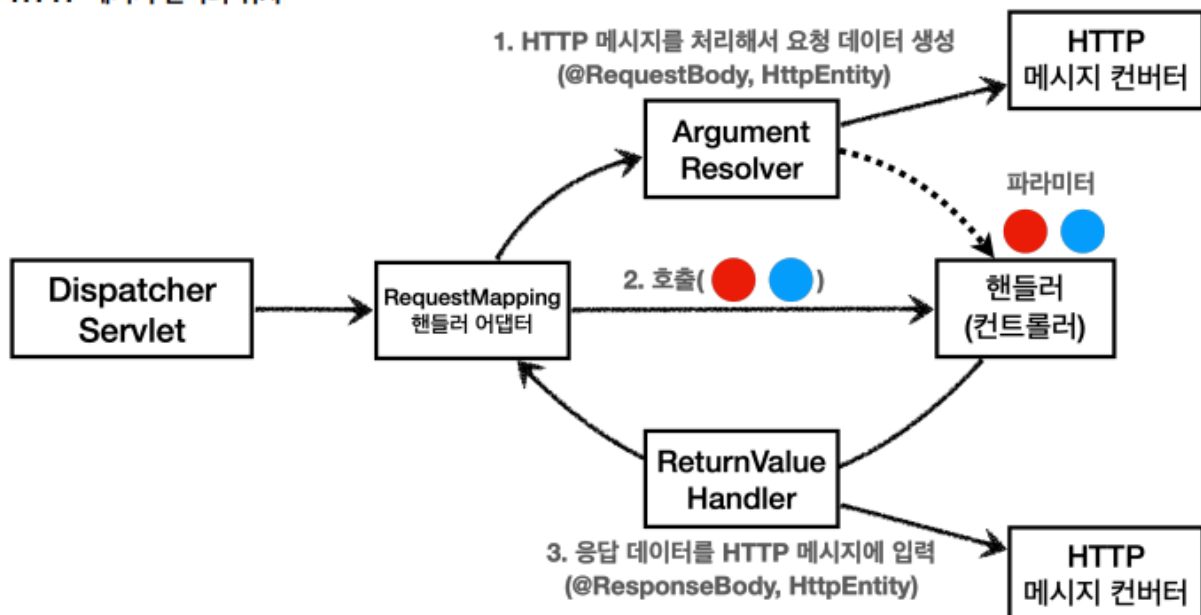 1. HTTP 메시지를 처리해서 요청 데이터 생성
(@RequestBody, HttpEntity)
HTTP
메시지 컨버터
Argument
Resolver
파라미터
Dispatcher
Servlet
RequestMapping
핸들러 어댑터
2. 호출( )
핸들러
(컨트롤러)
ReturnValue
Handler
3. 응답 데이터를 HTTP 메시지에 입력
(@ResponseBody, HttpEntity)
HTTP
메시지 컨버터